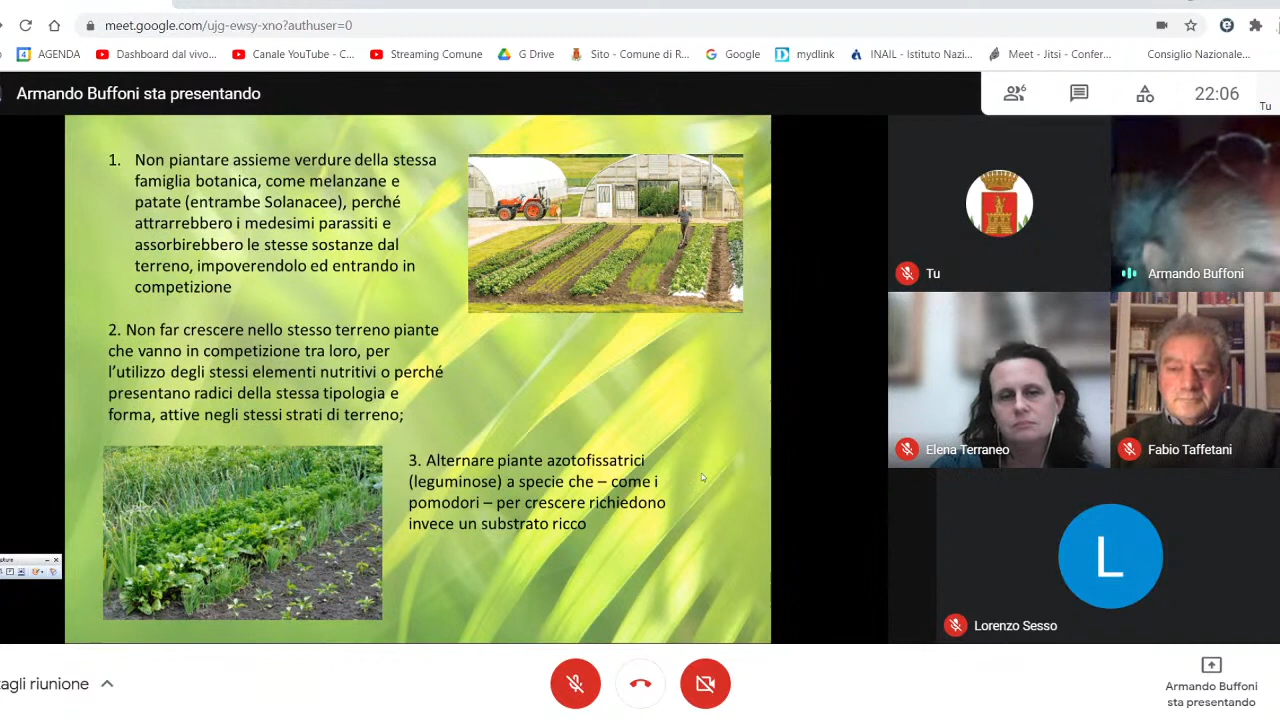 meet.google.com/ujg-ewsy-xno?authuser=0
AGENDA
Dashboard dal vivo...
Canale YouTube - C...
Streaming Comune
G Drive
Sito - Comune di R...
Google
mydlink
INAIL - Istituto Nazi...
Meet - Jitsi - Confer...
Consiglio Nazionale...
Armando Buffoni sta presentando
6
22:06
Tu
1. Non piantare assieme verdure della stessa
famiglia botanica, come melanzane e
patate (entrambe Solanacee), perché
attrarrebbero i medesimi parassiti e
assorbirebbero le stesse sostanze dal
terreno, impoverendolo ed entrando in
competizione
2. Non far crescere nello stesso terreno piante
che vanno in competizione tra loro, per
l’utilizzo degli stessi elementi nutritivi o perché
presentano radici della stessa tipologia e
forma, attive negli stessi strati di terreno;
3. Alternare piante azotofissatrici
(leguminose) a specie che – come i
pomodori – per crescere richiedono
invece un substrato ricco
Tu
Armando Buffoni
Elena Terraneo
Fabio Taffetani
L
Lorenzo Sesso
agli riunione
Armando Buffoni
sta presentando